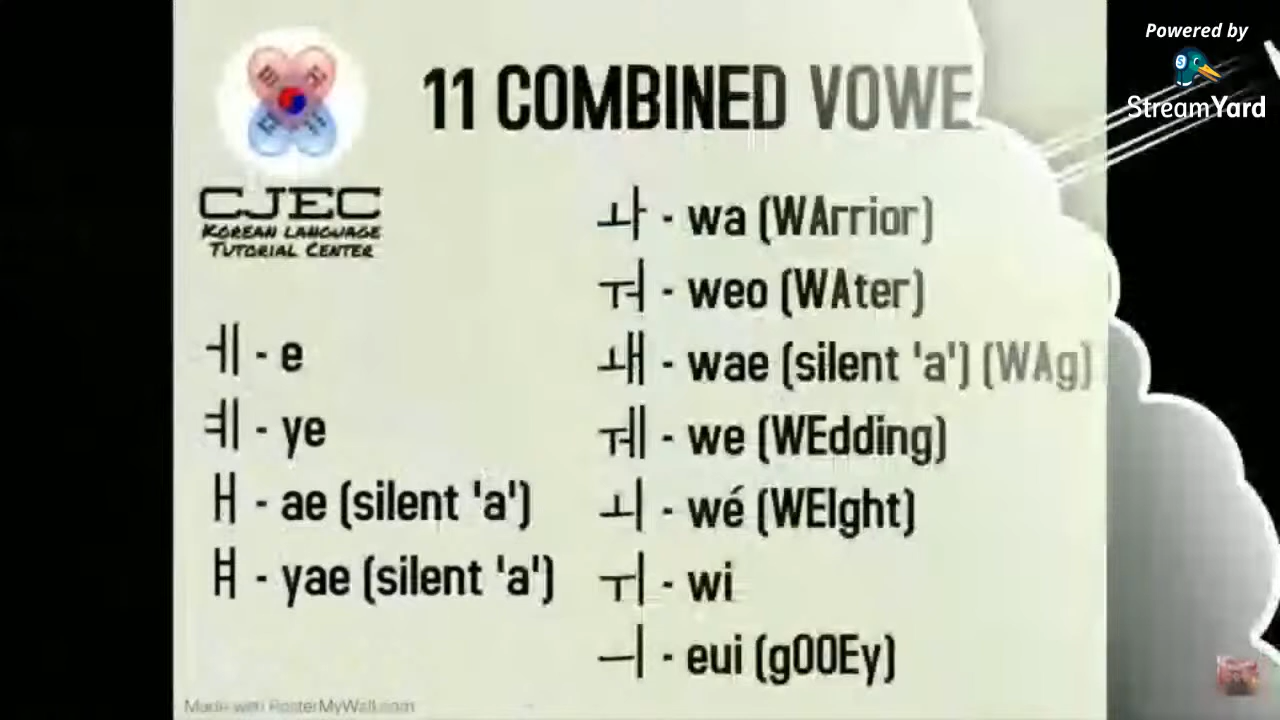 Powered by
StreamYard
11 COMBINED VOWE
CJEC
KOREAN LANGUAGE
TUTORIAL CENTER
ㅔ - e
ㅖ - ye
ㅐ - ae (silent 'a')
ㅒ - yae (silent 'a')
ㅘ - wa (WArrior)
ㅝ - weo (WAter)
ㅙ - wae (silent 'a') (WAg)
ㅞ - we (WEdding)
ㅚ - wé (WEIght)
ㅟ - wi
ㅢ - eui (gOOEy)
Made with PosterMyWall.com